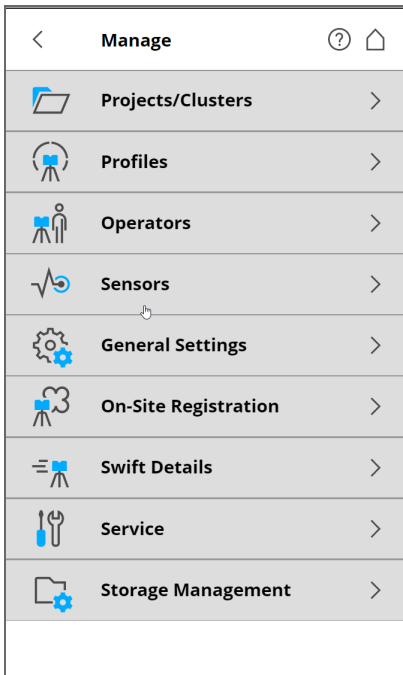 Manage
Projects/Clusters
Profiles
Operators
Sensors
General Settings
On-Site Registration
Swift Details
Service
Storage Management